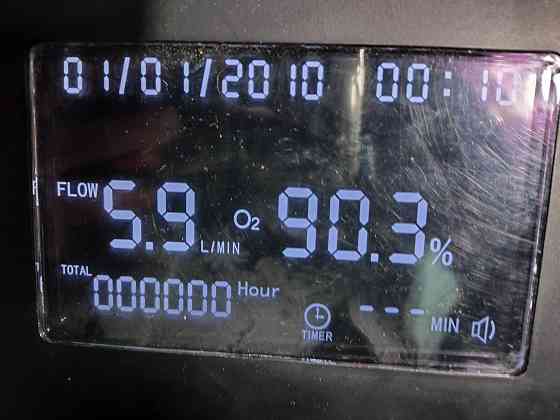 01/01/2010 00:10
FLOW 5.9 L/MIN O2 90.3%
TOTAL 000000 Hour
TIMER --- MIN